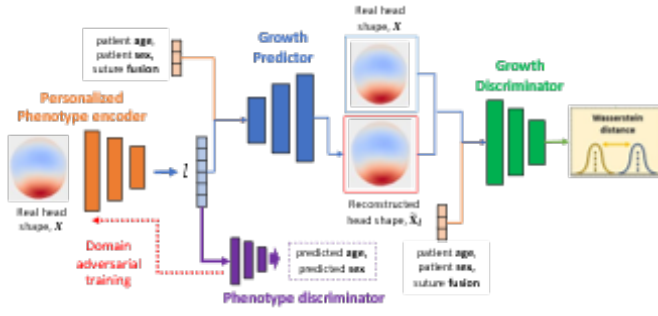 Real head
shape, X
patient age,
patient sex,
suture fusion
Growth
Predictor
Growth
Discriminator
Personalized
Phenotype encoder
Wasserstein
distance
l
Real head
shape, X
Reconstructed
head shape, X̂
Domain
adversarial
training
predicted age,
predicted sex
patient age,
patient sex,
suture fusion
Phenotype discriminator